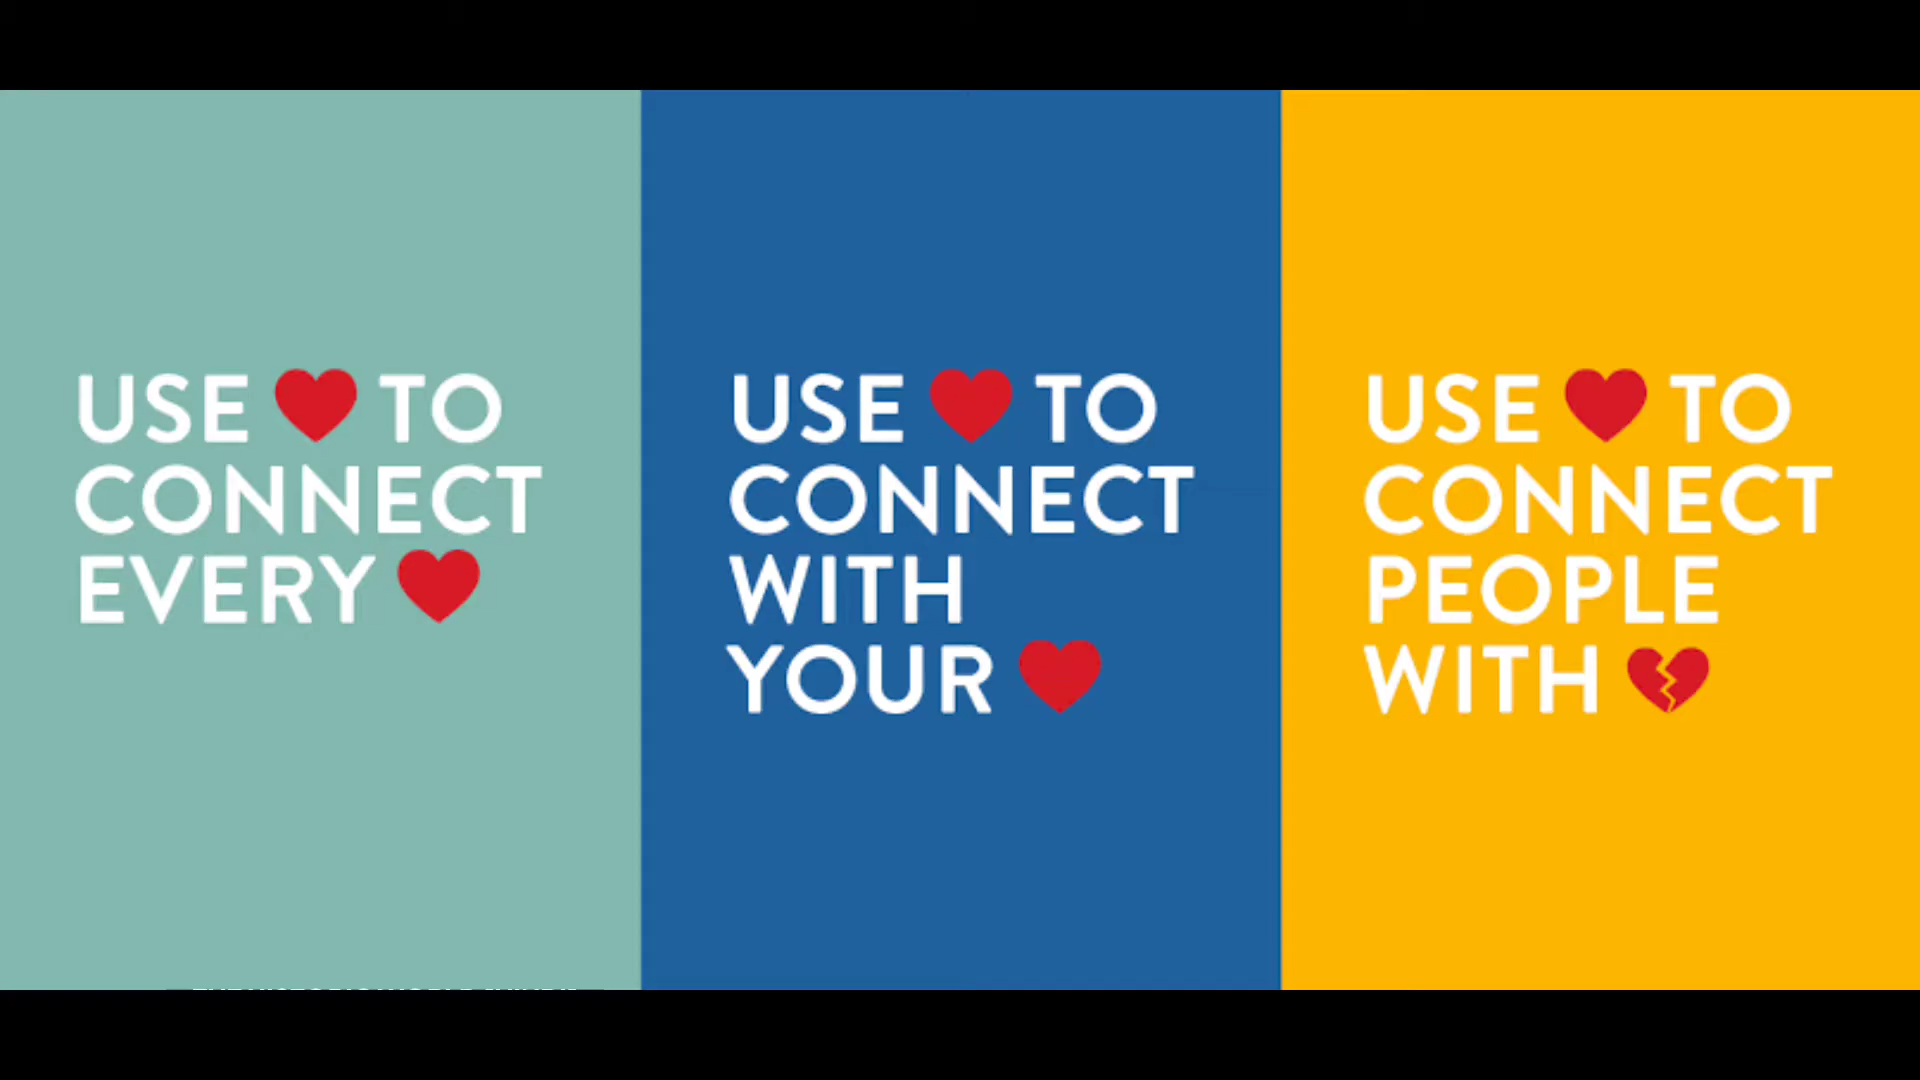 USE ❤ TO
CONNECT
EVERY ❤
USE ❤ TO
CONNECT
WITH
YOUR ❤
USE ❤ TO
CONNECT
PEOPLE
WITH 💔